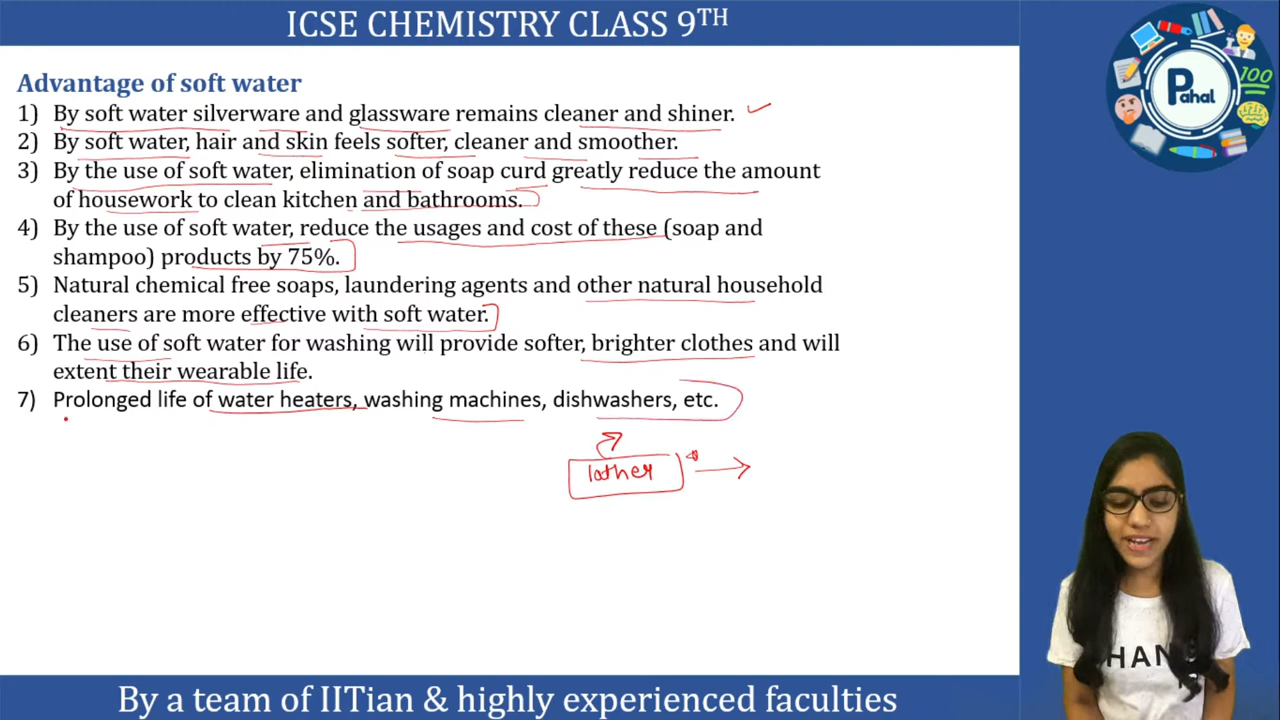 ICSE CHEMISTRY CLASS 9TH
Advantage of soft water
1) By soft water silverware and glassware remains cleaner and shiner.
2) By soft water, hair and skin feels softer, cleaner and smoother.
3) By the use of soft water, elimination of soap curd greatly reduce the amount
of housework to clean kitchen and bathrooms.
4) By the use of soft water, reduce the usages and cost of these (soap and
shampoo) products by 75%.
5) Natural chemical free soaps, laundering agents and other natural household
cleaners are more effective with soft water.
6) The use of soft water for washing will provide softer, brighter clothes and will
extent their wearable life.
7) Prolonged life of water heaters, washing machines, dishwashers, etc.
lather
Pahal
100
HAN
By a team of IITian & highly experienced faculties